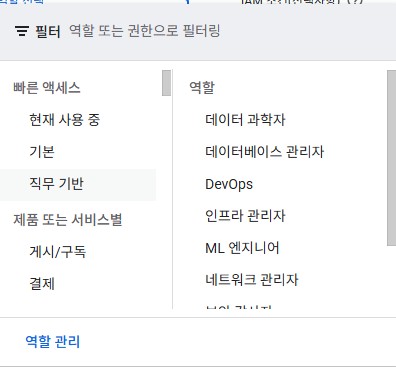 필터 역할 또는 권한으로 필터링
빠른 액세스
현재 사용 중
기본
직무 기반
제품 또는 서비스별
게시/구독
결제
역할
데이터 과학자
데이터베이스 관리자
DevOps
인프라 관리자
ML 엔지니어
네트워크 관리자
역할 관리